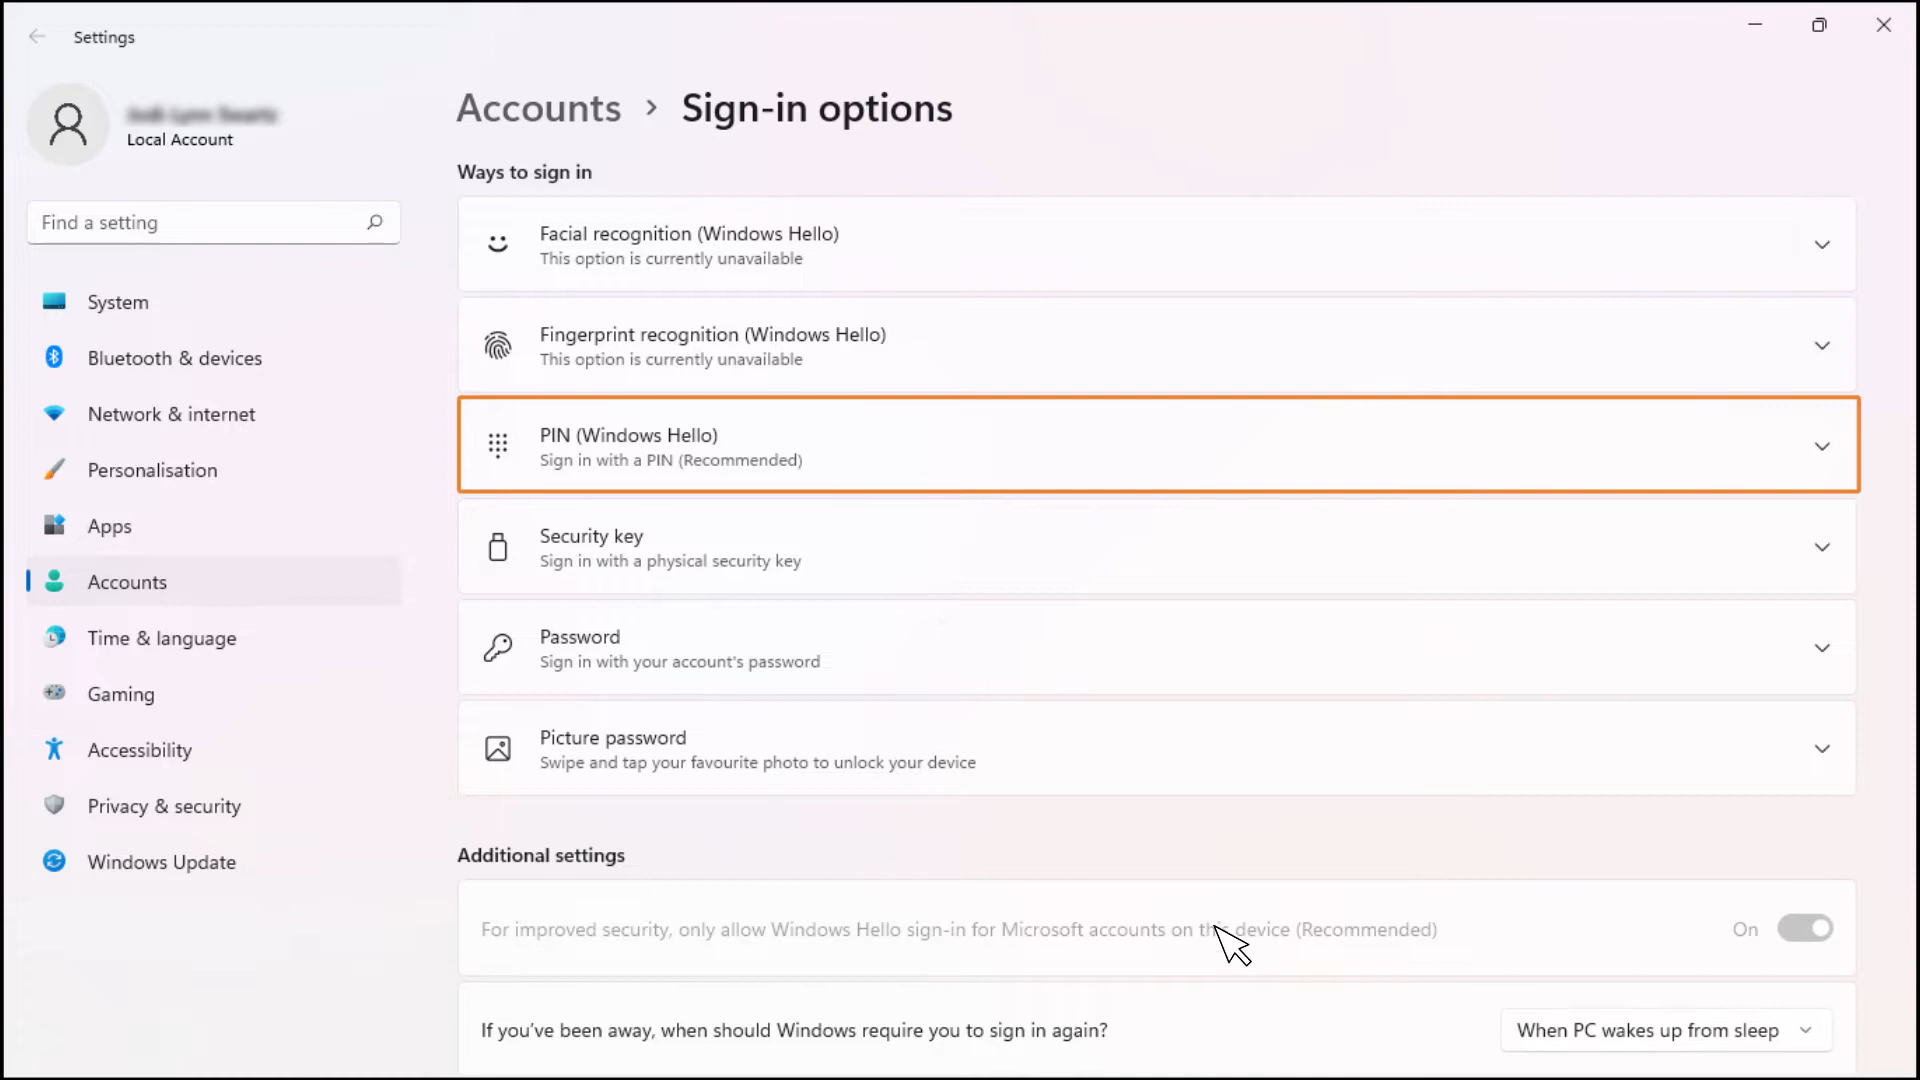 Settings
Local Account
Find a setting
System
Bluetooth & devices
Network & internet
Personalisation
Apps
Accounts
Time & language
Gaming
Accessibility
Privacy & security
Windows Update
Accounts > Sign-in options
Ways to sign in
Facial recognition (Windows Hello)
This option is currently unavailable
Fingerprint recognition (Windows Hello)
This option is currently unavailable
PIN (Windows Hello)
Sign in with a PIN (Recommended)
Security key
Sign in with a physical security key
Password
Sign in with your account's password
Picture password
Swipe and tap your favourite photo to unlock your device
Additional settings
For improved security, only allow Windows Hello sign-in for Microsoft accounts on this device (Recommended)
On
If you've been away, when should Windows require you to sign in again?
When PC wakes up from sleep